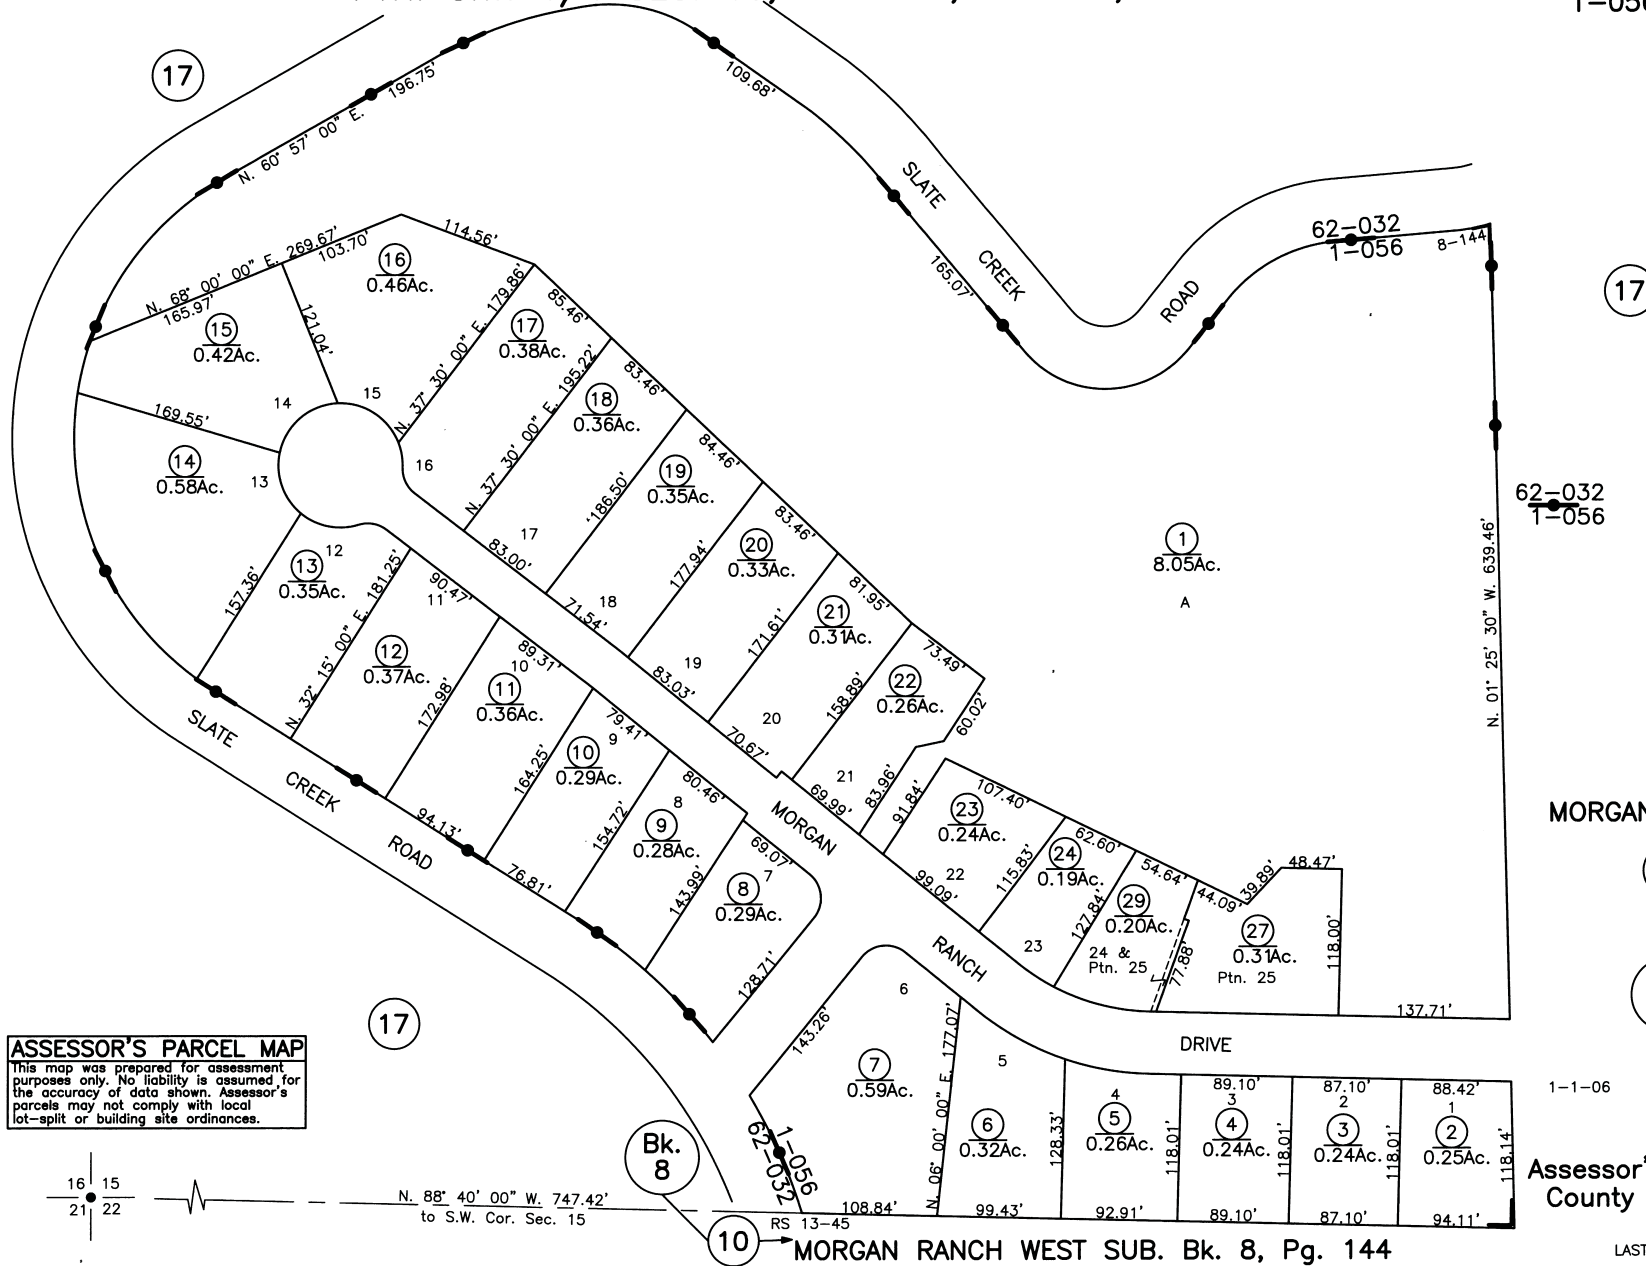 1-056
17
196.75'
N. 60° 57' 00" E.
109.68'
SLATE
CREEK
ROAD
165.07'
62-032
1-056
8-144
17
N. 68° 00' 00" E. 269.67'
165.97'
103.70'
114.56'
16
0.46Ac.
15
0.42Ac.
121.04'
N. 37° 30' 00" E. 179.86'
85.46'
17
0.38Ac.
N. 37° 30' 00" E. 195.22'
83.46'
18
0.36Ac.
84.46'
14
15
16
169.55'
14
0.58Ac.
13
19
0.35Ac.
'186.50'
83.46'
62-032
1-056
17
83.00'
20
0.33Ac.
177.94'
81.95'
1
8.05Ac.
A
N. 01° 25' 30" W. 639.46'
12
13
0.35Ac.
157.36'
N. 32° 15' 00" E. 181.25'
90.47'
11
18
71.54'
21
0.31Ac.
171.61'
73.49'
12
0.37Ac.
89.31'
10
19
83.03'
22
0.26Ac.
158.89'
60.02'
172.98'
11
0.36Ac.
79.41'
9
20
70.67'
SLATE
CREEK
ROAD
164.25'
10
0.29Ac.
80.46'
8
21
69.99'
83.96'
91.84'
107.40'
MORGAN
94.13'
154.72'
9
0.28Ac.
69.07'
7
MORGAN
23
0.24Ac.
62.60'
115.83'
24
0.19Ac.
54.64'
48.47'
39.89'
44.09'
76.81'
143.99'
8
0.29Ac.
22
99.09'
127.84'
29
0.20Ac.
27
0.31Ac.
118.00'
23
24 &
Ptn. 25
77.88'
Ptn. 25
RANCH
128.71'
6
137.71'
17
143.26'
N. 06° 00' 00" E. 177.07'
5
DRIVE
ASSESSOR'S PARCEL MAP
This map was prepared for assessment
purposes only. No liability is assumed for
the accuracy of data shown. Assessor's
parcels may not comply with local
lot-split or building site ordinances.
7
0.59Ac.
4
89.10'
3
87.10'
2
88.42'
1
1-1-06
6
0.32Ac.
128.33'
5
0.26Ac.
118.01'
4
0.24Ac.
118.01'
3
0.24Ac.
118.01'
2
0.25Ac.
118.14'
Bk.
8
1-056
62-032
Assessor'
County
16 15
21 22
N. 88° 40' 00" W. 747.42'
to S.W. Cor. Sec. 15
108.84'
99.43'
92.91'
89.10'
87.10'
94.11'
RS 13-45
10
MORGAN RANCH WEST SUB. Bk. 8, Pg. 144
LAST